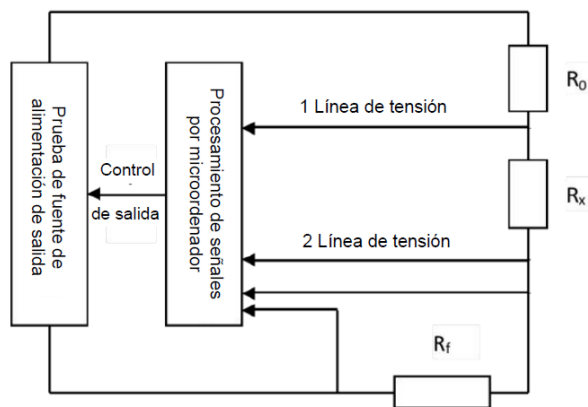 Prueba de fuente de
alimentación de salida
Control
de salida
Procesamiento de señales
por microordenador
1 Línea de tensión
2 Línea de tensión
R₀
Rₓ
R_f